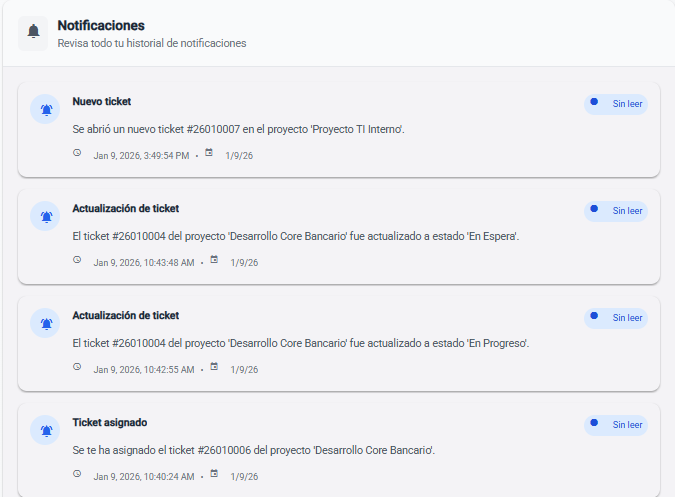 Notificaciones
Revisa todo tu historial de notificaciones
Nuevo ticket
Sin leer
Se abrió un nuevo ticket #26010007 en el proyecto 'Proyecto TI Interno'.
Jan 9, 2026, 3:49:54 PM • 1/9/26
Actualización de ticket
Sin leer
El ticket #26010004 del proyecto 'Desarrollo Core Bancario' fue actualizado a estado 'En Espera'.
Jan 9, 2026, 10:43:48 AM • 1/9/26
Actualización de ticket
Sin leer
El ticket #26010004 del proyecto 'Desarrollo Core Bancario' fue actualizado a estado 'En Progreso'.
Jan 9, 2026, 10:42:55 AM • 1/9/26
Ticket asignado
Sin leer
Se te ha asignado el ticket #26010006 del proyecto 'Desarrollo Core Bancario'.
Jan 9, 2026, 10:40:24 AM • 1/9/26